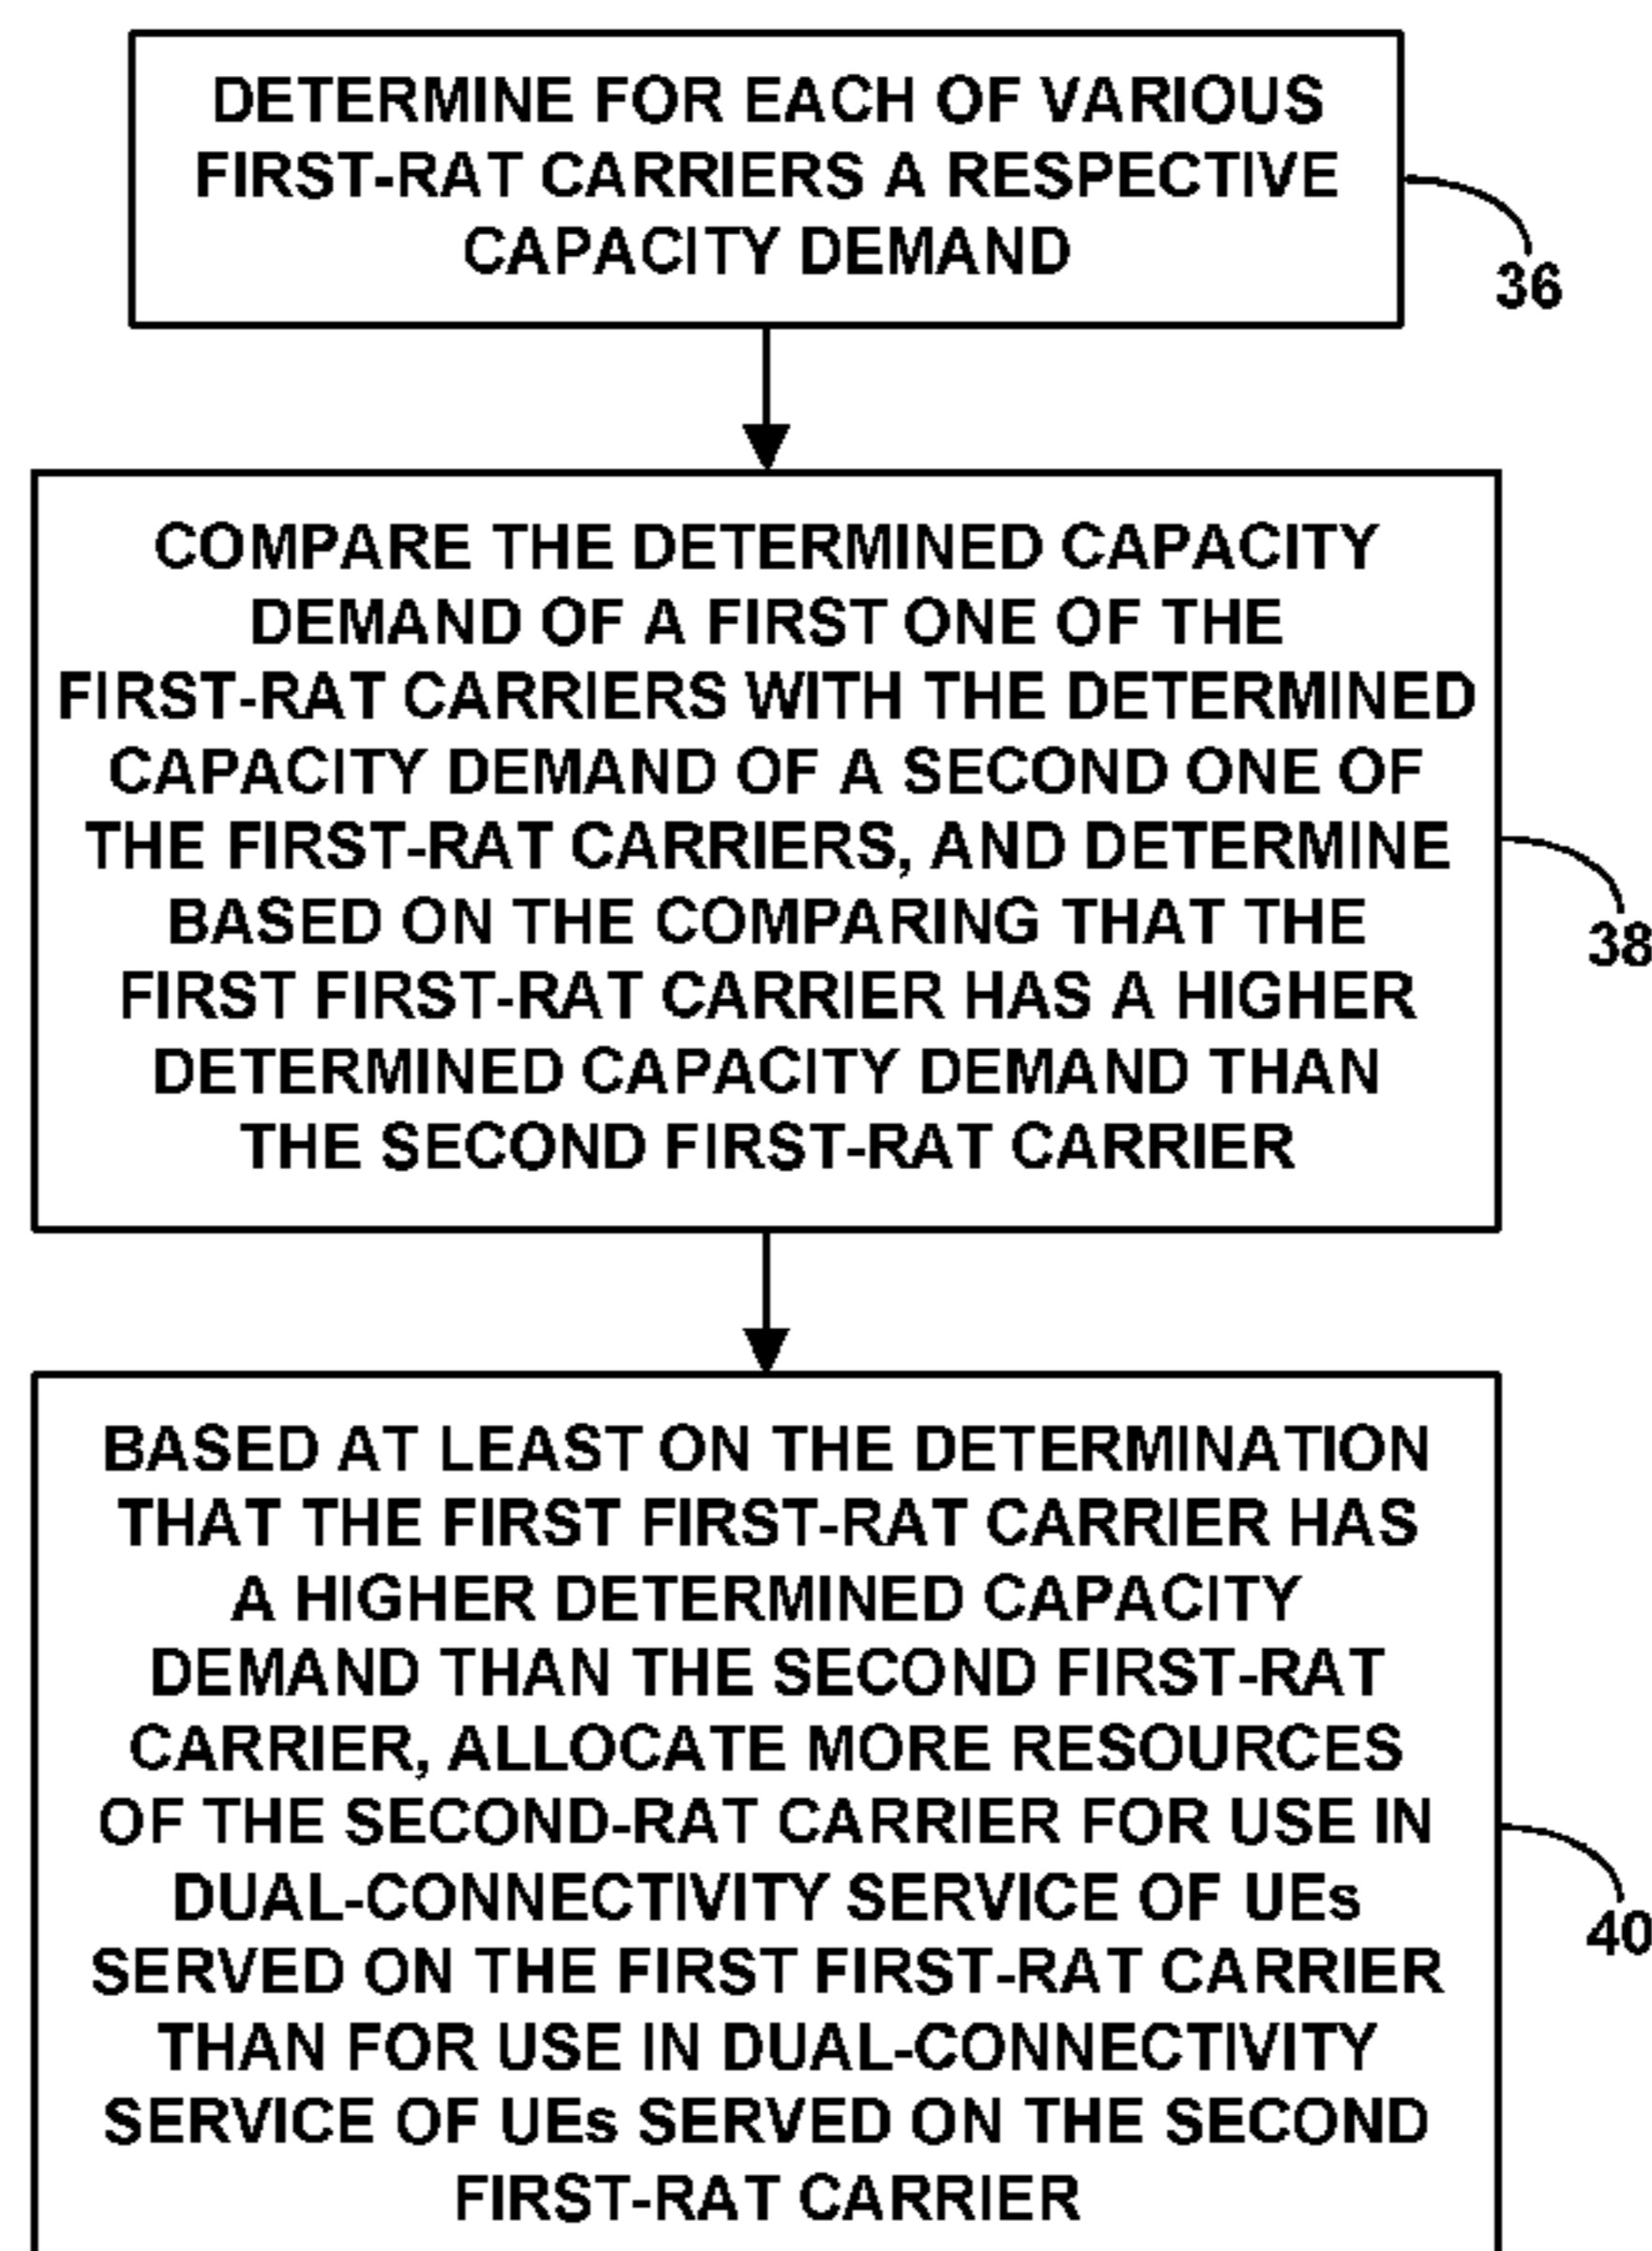 DETERMINE FOR EACH OF VARIOUS
FIRST-RAT CARRIERS A RESPECTIVE
CAPACITY DEMAND
36
COMPARE THE DETERMINED CAPACITY
DEMAND OF A FIRST ONE OF THE
FIRST-RAT CARRIERS WITH THE DETERMINED
CAPACITY DEMAND OF A SECOND ONE OF
THE FIRST-RAT CARRIERS, AND DETERMINE
BASED ON THE COMPARING THAT THE
FIRST FIRST-RAT CARRIER HAS A HIGHER
DETERMINED CAPACITY DEMAND THAN
THE SECOND FIRST-RAT CARRIER
38
BASED AT LEAST ON THE DETERMINATION
THAT THE FIRST FIRST-RAT CARRIER HAS
A HIGHER DETERMINED CAPACITY
DEMAND THAN THE SECOND FIRST-RAT
CARRIER, ALLOCATE MORE RESOURCES
OF THE SECOND-RAT CARRIER FOR USE IN
DUAL-CONNECTIVITY SERVICE OF UEs
SERVED ON THE FIRST FIRST-RAT CARRIER
THAN FOR USE IN DUAL-CONNECTIVITY
SERVICE OF UEs SERVED ON THE SECOND
FIRST-RAT CARRIER
40